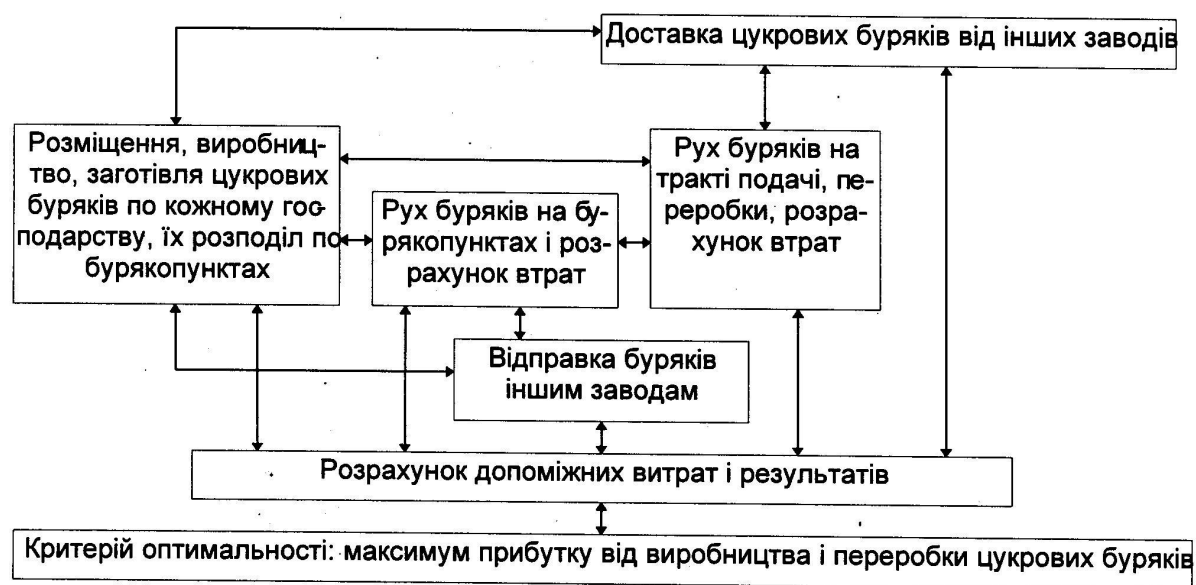 Доставка цукрових буряків від інших заводів
Розміщення, виробниц-
тво, заготівля цукрових
буряків по кожному гос-
подарству, їх розподіл по
бурякопунктах
Рух буряків на бу-
рякопунктах і роз-
рахунок втрат
Рух буряків на
тракті подачі, пе-
реробки, розра-
хунок втрат
Відправка буряків
іншим заводам
Розрахунок допоміжних витрат і результатів
Критерій оптимальності: максимум прибутку від виробництва і переробки цукрових буряків